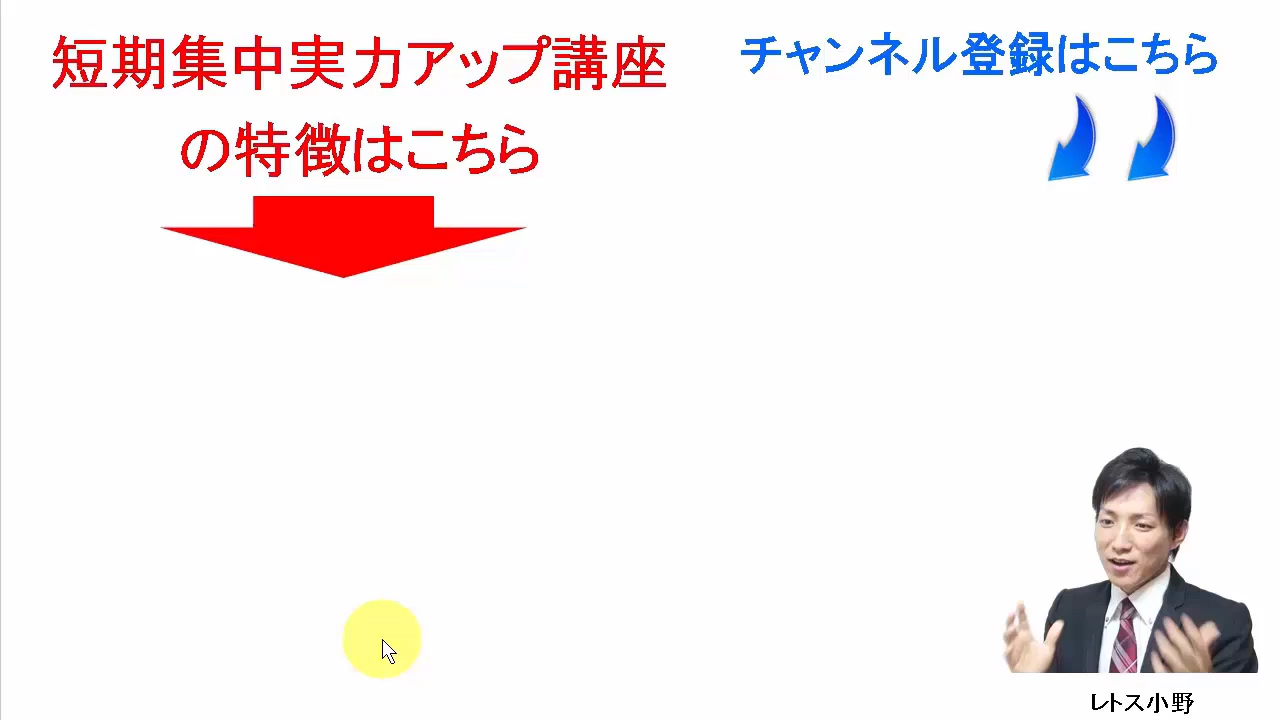 短期集中実力アップ講座
の特徴はこちら
チャンネル登録はこちら
レトス小野